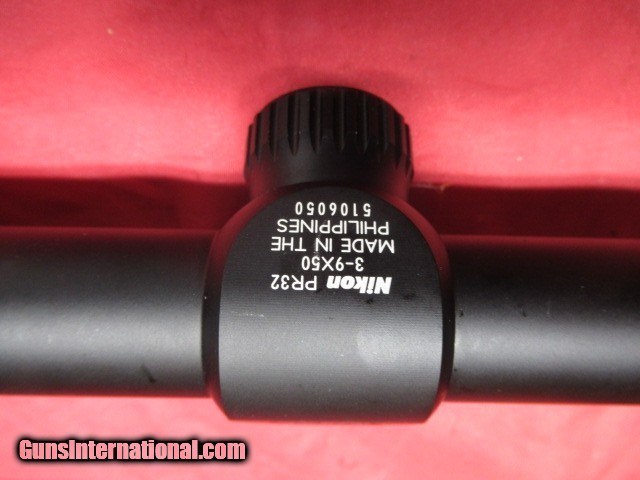 Nikon PR32
3-9X50
MADE IN THE
PHILIPPINES
5106050
GunsInternational.com